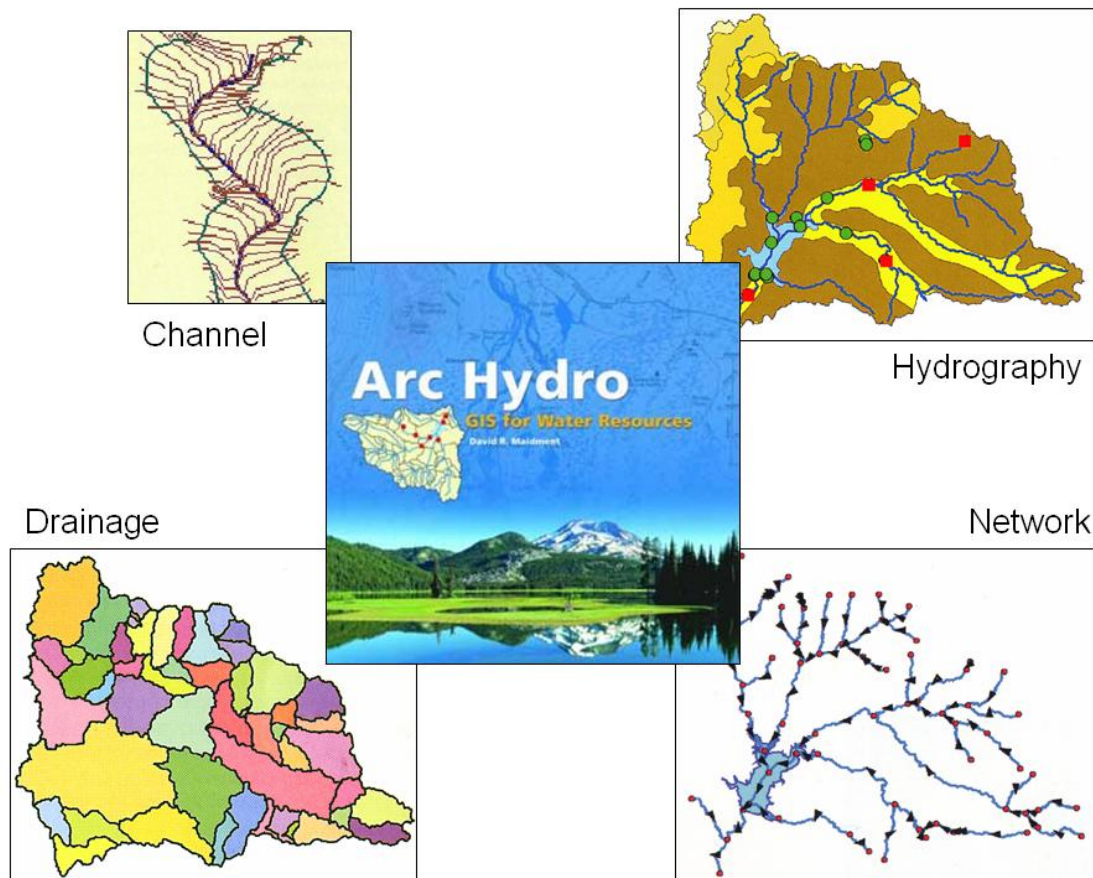 Channel
Hydrography
Arc Hydro
GIS for Water Resources
David R. Maidment
Drainage
Network